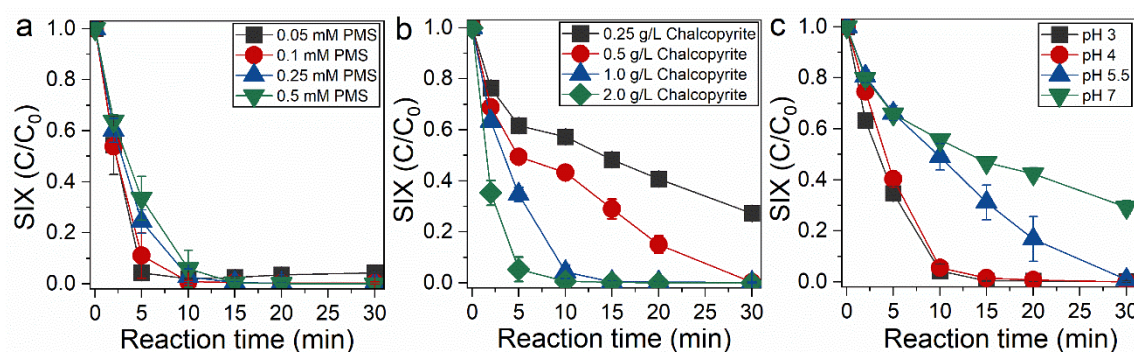 a
0.05 mM PMS
0.1 mM PMS
0.25 mM PMS
0.5 mM PMS
SIX (C/C₀)
1.0
0.8
0.6
0.4
0.2
0.0
0 5 10 15 20 25 30
Reaction time (min)
b
0.25 g/L Chalcopyrite
0.5 g/L Chalcopyrite
1.0 g/L Chalcopyrite
2.0 g/L Chalcopyrite
SIX (C/C₀)
1.0
0.8
0.6
0.4
0.2
0.0
0 5 10 15 20 25 30
Reaction time (min)
c
pH 3
pH 4
pH 5.5
pH 7
SIX (C/C₀)
1.0
0.8
0.6
0.4
0.2
0.0
0 5 10 15 20 25 30
Reaction time (min)